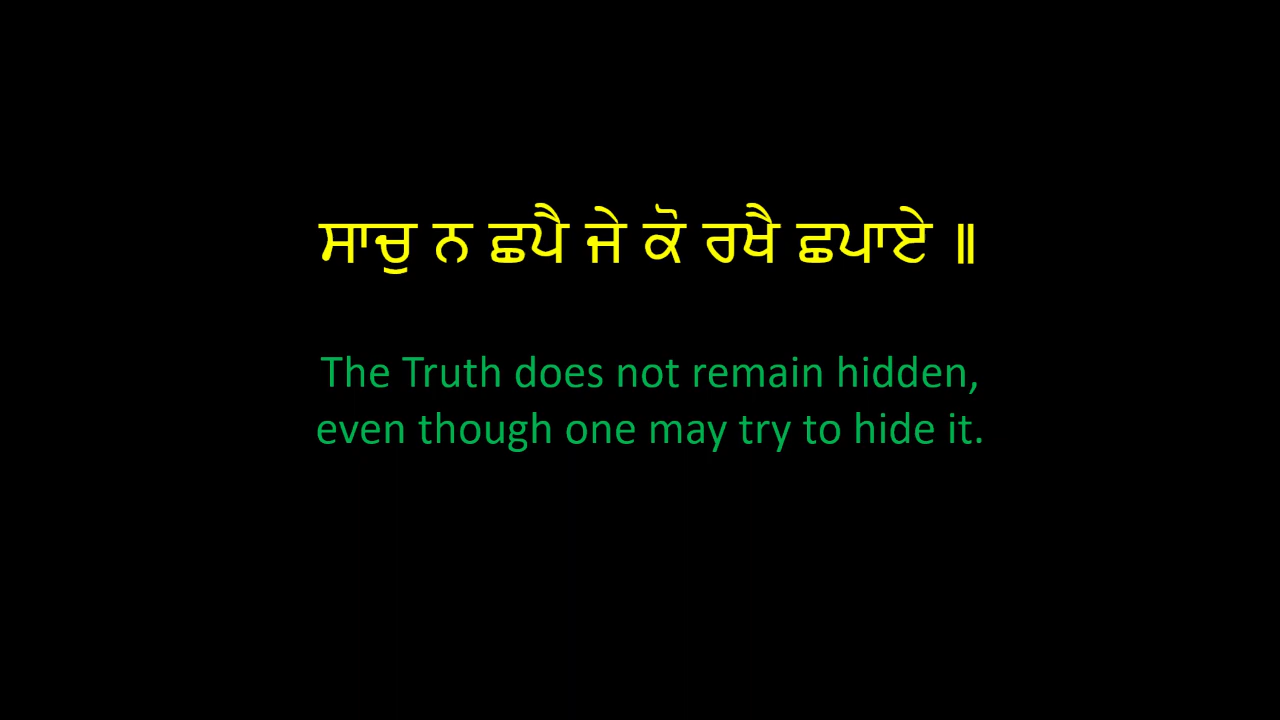 ਸਾਚੁ ਨ ਛਪੈ ਜੇ ਕੋ ਰਖੈ ਛਪਾਏ ॥
The Truth does not remain hidden,
even though one may try to hide it.